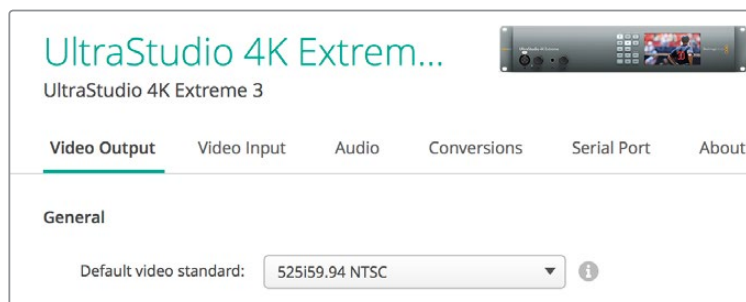 UltraStudio 4K Extrem...
UltraStudio 4K Extreme 3
Video Output Video Input Audio Conversions Serial Port About
General
Default video standard: 525i59.94 NTSC